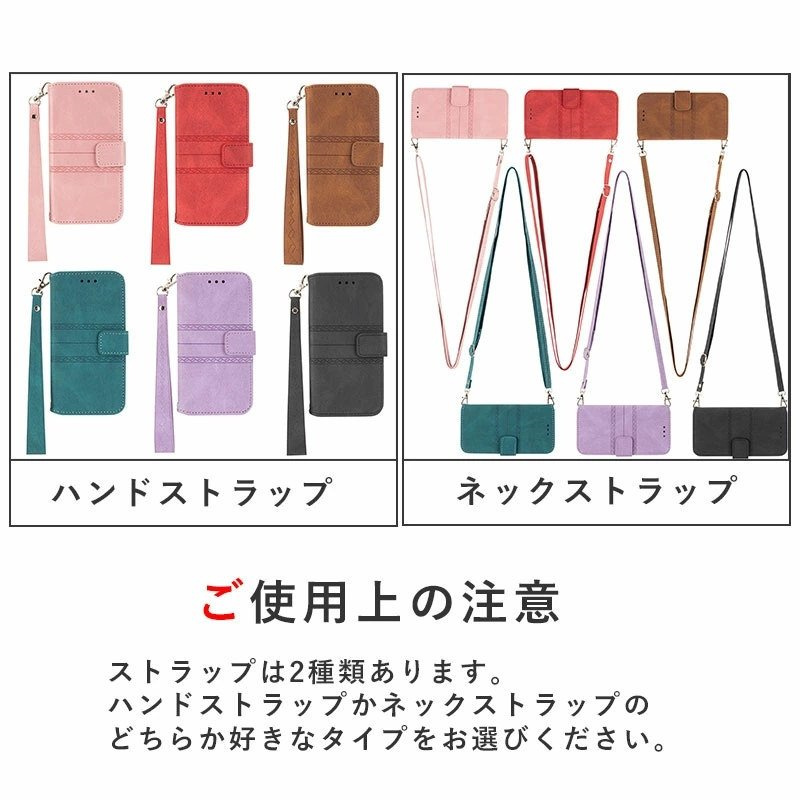 ハンドストラップ
ネックストラップ
ご使用上の注意
ストラップは2種類あります。
ハンドストラップかネックストラップの
どちらか好きなタイプをお選びください。